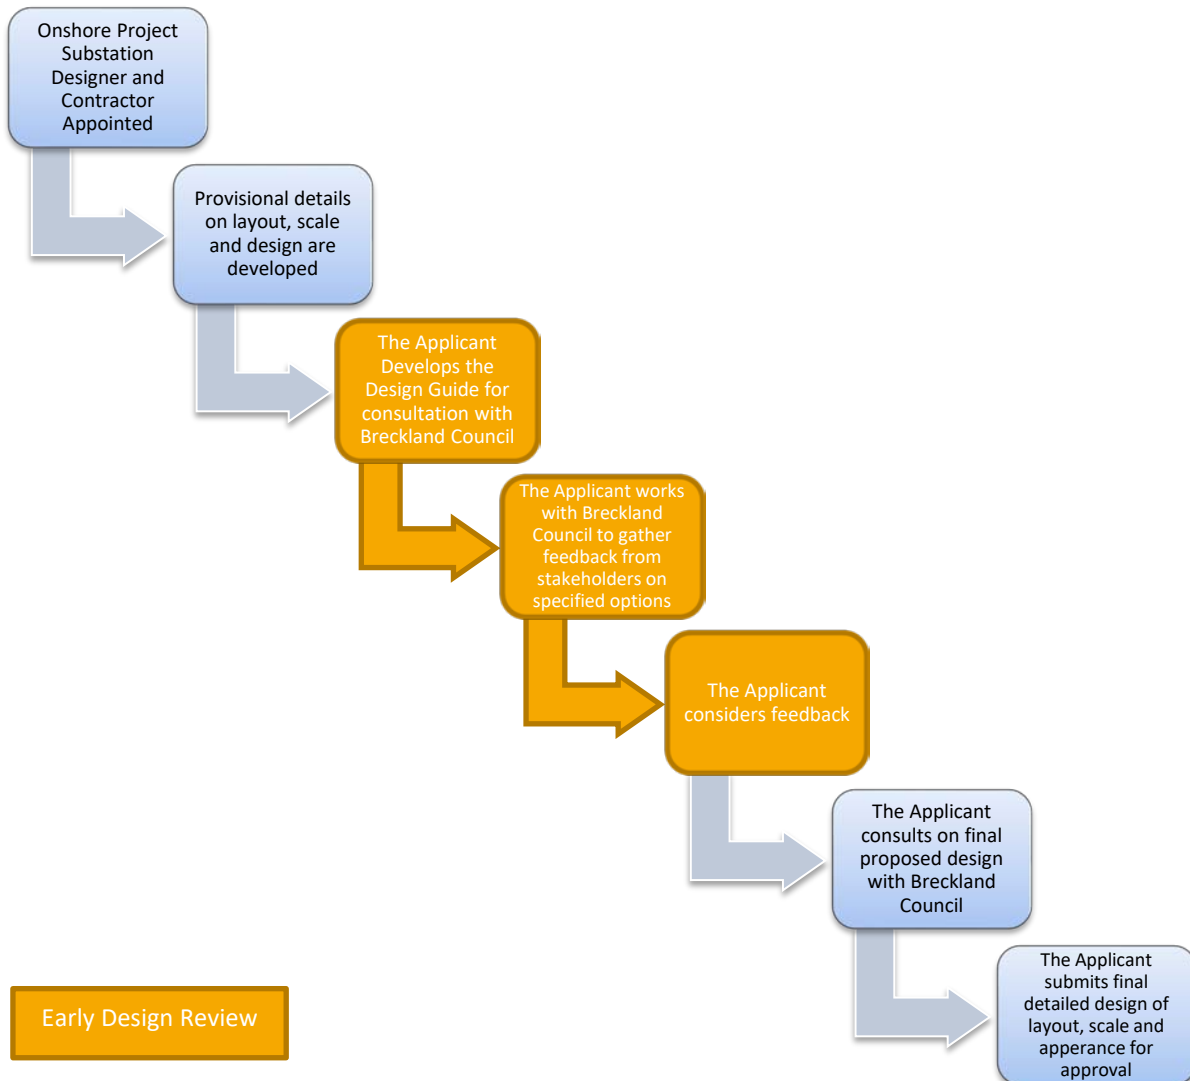 Onshore Project
Substation
Designer and
Contractor
Appointed
Provisional details
on layout, scale
and design are
developed
The Applicant
Develops the
Design Guide for
consultation with
Breckland Council
The Applicant works
with Breckland
Council to gather
feedback from
stakeholders on
specified options
The Applicant
considers feedback
The Applicant
consults on final
proposed design
with Breckland
Council
The Applicant
submits final
detailed design of
layout, scale and
apperance for
approval
Early Design Review